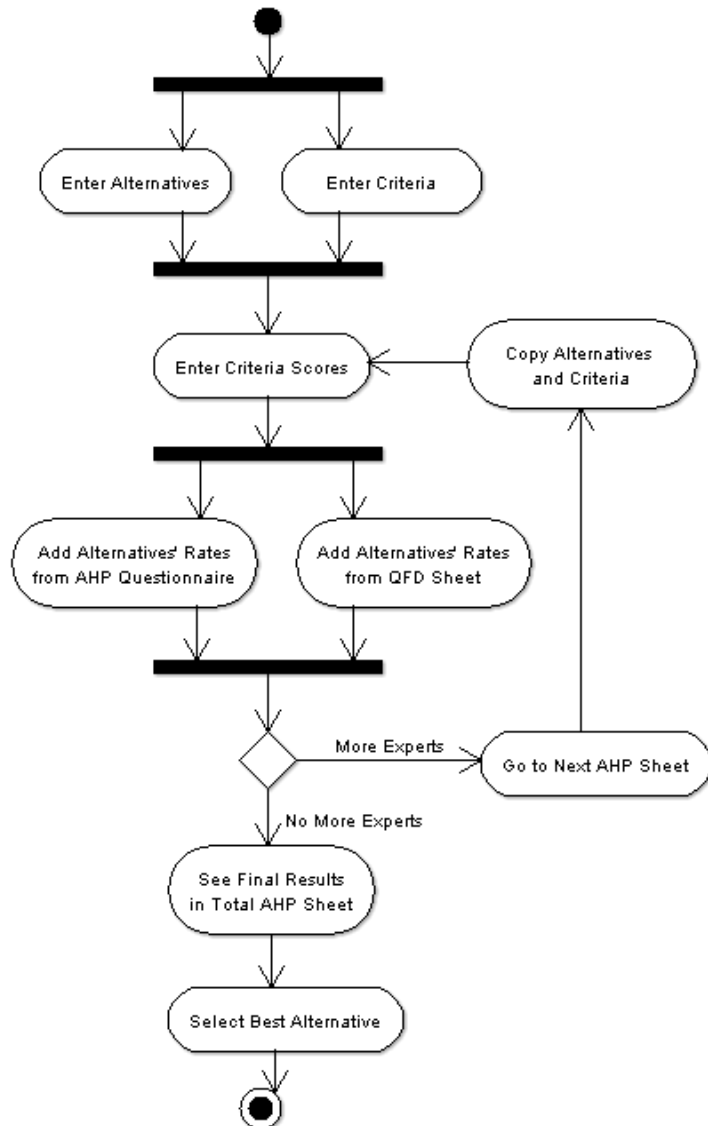 Enter Alternatives
Enter Criteria
Enter Criteria Scores
Copy Alternatives
and Criteria
Add Alternatives' Rates
from AHP Questionnaire
Add Alternatives' Rates
from QFD Sheet
More Experts
Go to Next AHP Sheet
No More Experts
See Final Results
in Total AHP Sheet
Select Best Alternative